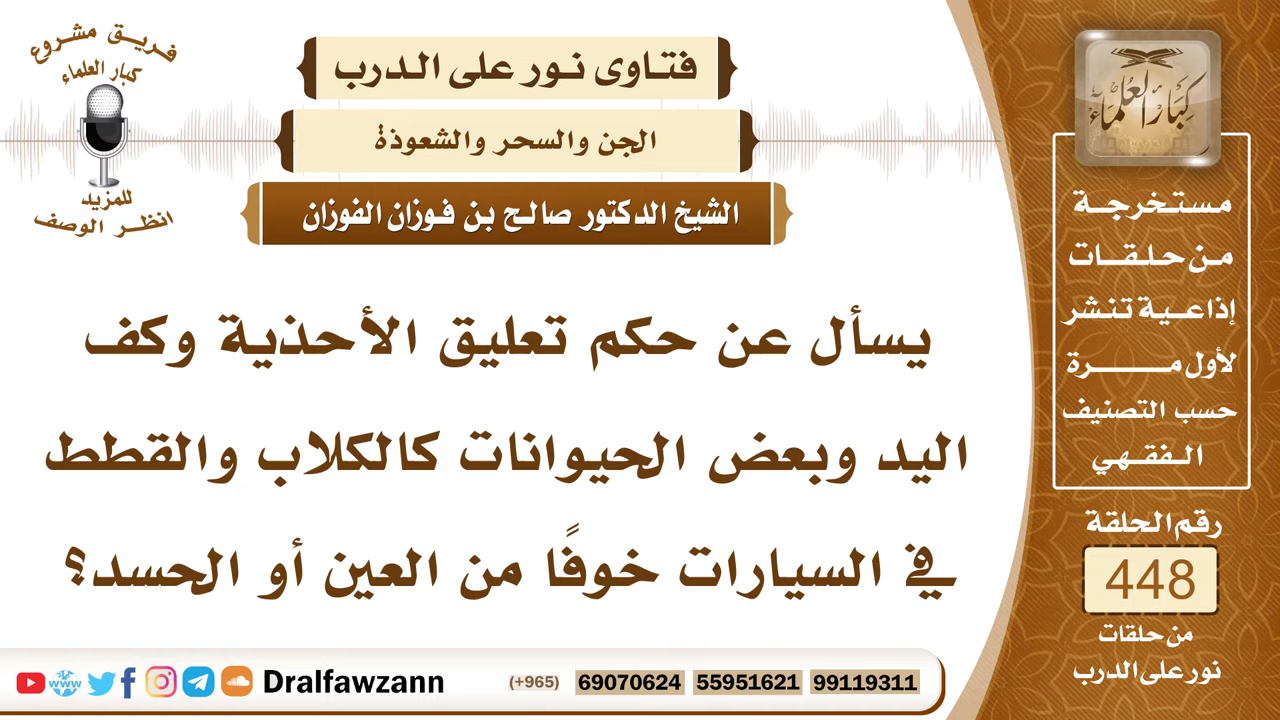 فريق مشروع
كبار العلماء
للمزيد
انظر الوصف
فتاوى نور على الدرب
الجن والسحر والشعوذة
الشيخ الدكتور صالح بن فوزان الفوزان
يسأل عن حكم تعليق الأحذية وكف
اليد وبعض الحيوانات كالكلاب والقطط
في السيارات خوفًا من العين أو الحسد؟
كبار العلماء
مستخرجة
من حلقات
إذاعية تنشر
لأول مرة
حسب التصنيف
الفقهي
رقم الحلقة
448
من حلقات
نور على الدرب
www
Dralfawzann
(+965) 69070624 55951621 99119311